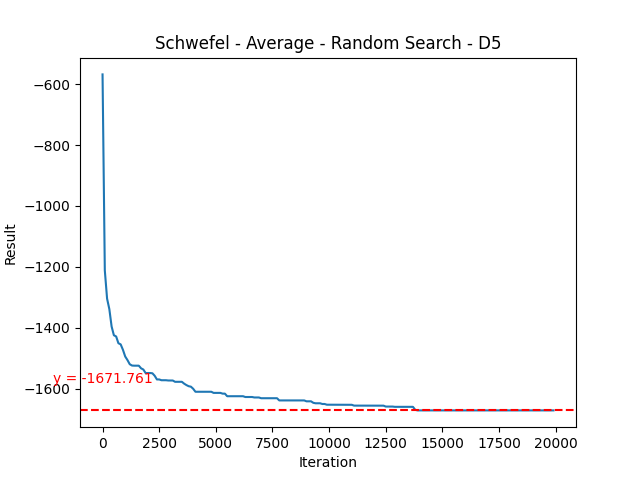 Schwefel - Average - Random Search - D5
−600
−800
−1000
−1200
−1400
−1600
Result
y = -1671.761
0 2500 5000 7500 10000 12500 15000 17500 20000
Iteration